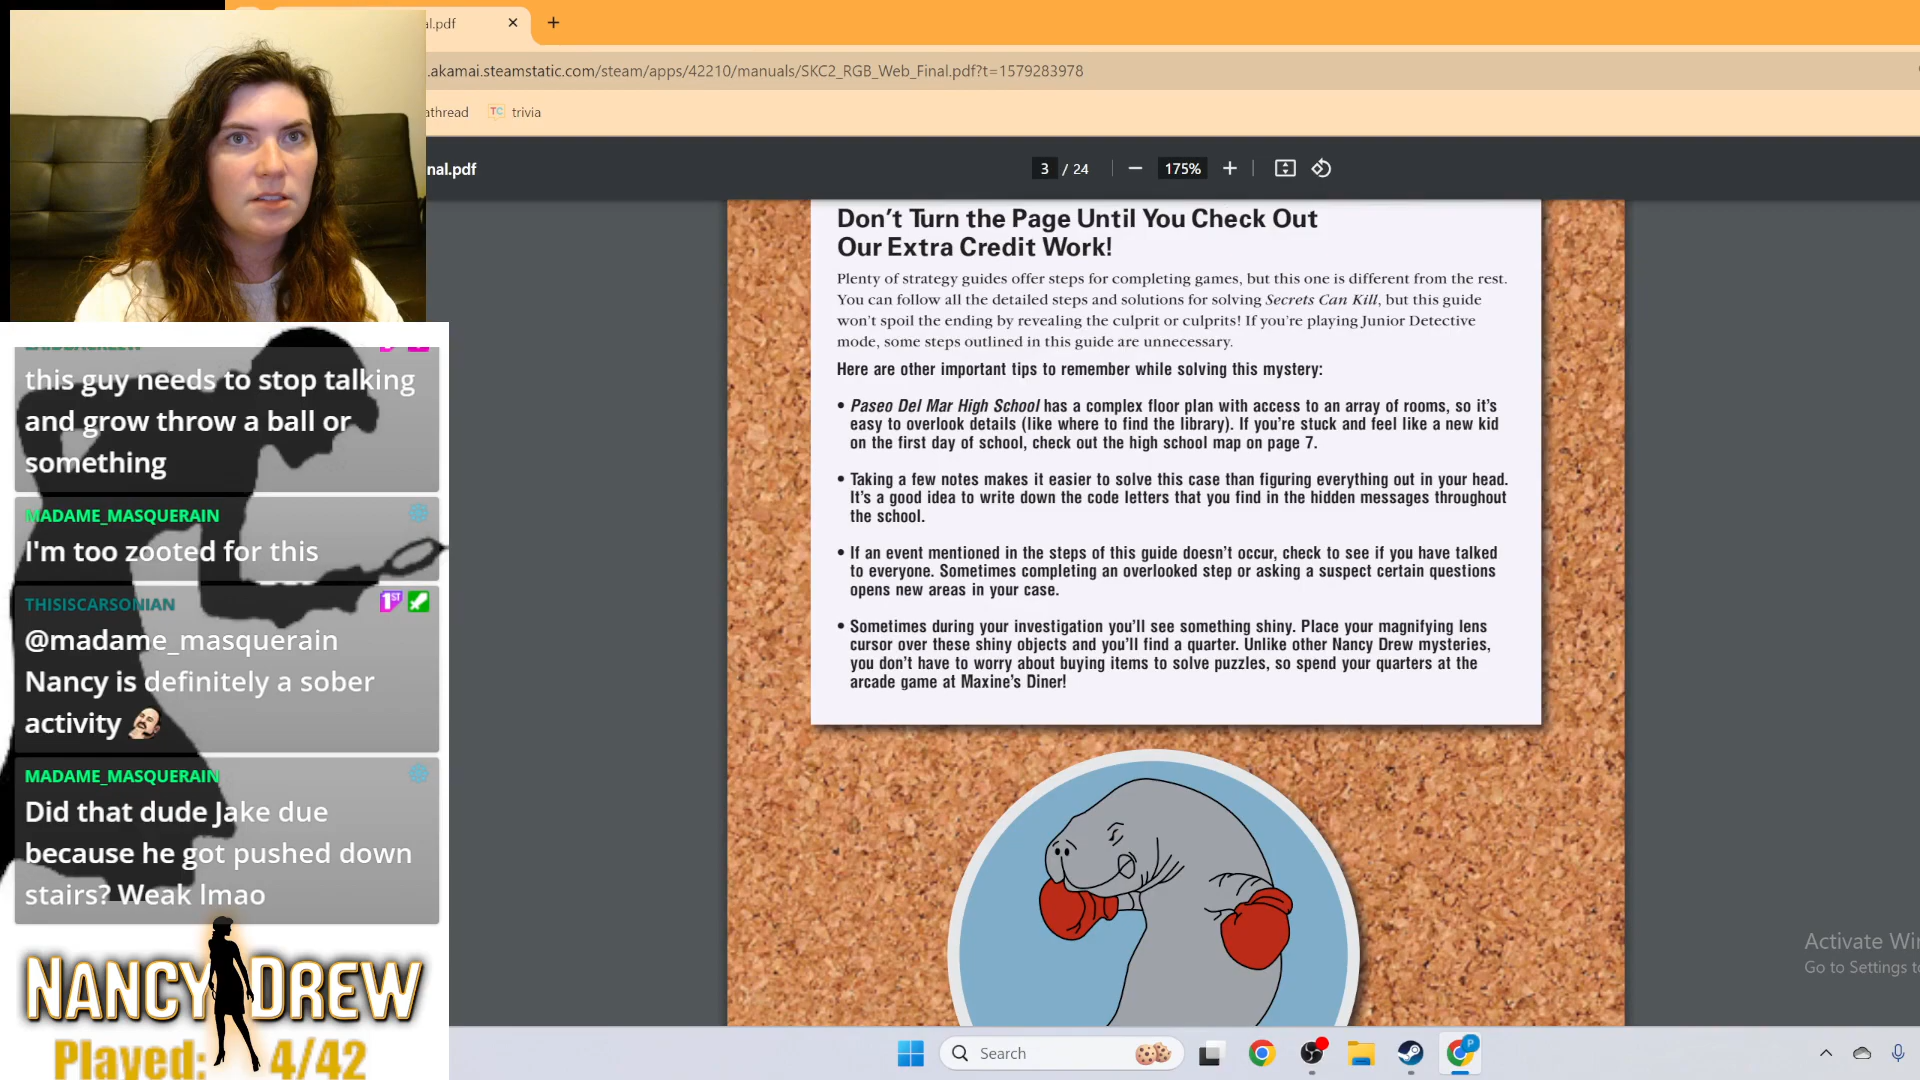 al.pdf
.akamai.steamstatic.com/steam/apps/42210/manuals/SKC2_RGB_Web_Final.pdf?t=1579283978
athread
TC
trivia
nal.pdf
3 / 24
175%
Don't Turn the Page Until You Check Out
Our Extra Credit Work!
Plenty of strategy guides offer steps for completing games, but this one is different from the rest.
You can follow all the detailed steps and solutions for solving Secrets Can Kill, but this guide
won't spoil the ending by revealing the culprit or culprits! If you're playing Junior Detective
mode, some steps outlined in this guide are unnecessary.
Here are other important tips to remember while solving this mystery:
• Paseo Del Mar High School has a complex floor plan with access to an array of rooms, so it's
easy to overlook details (like where to find the library). If you're stuck and feel like a new kid
on the first day of school, check out the high school map on page 7.
• Taking a few notes makes it easier to solve this case than figuring everything out in your head.
It's a good idea to write down the code letters that you find in the hidden messages throughout
the school.
• If an event mentioned in the steps of this guide doesn't occur, check to see if you have talked
to everyone. Sometimes completing an overlooked step or asking a suspect certain questions
opens new areas in your case.
• Sometimes during your investigation you'll see something shiny. Place your magnifying lens
cursor over these shiny objects and you'll find a quarter. Unlike other Nancy Drew mysteries,
you don't have to worry about buying items to solve puzzles, so spend your quarters at the
arcade game at Maxine's Diner!
this guy needs to stop talking
and grow throw a ball or
something
MADAME_MASQUERAIN
I'm too zooted for this
THISISCARSONIAN
1ST
@madame_masquerain
Nancy is definitely a sober
activity
MADAME_MASQUERAIN
Did that dude Jake due
because he got pushed down
stairs? Weak lmao
NANCY DREW
Played: 4/42
Activate Win
Go to Settings to
Search
P